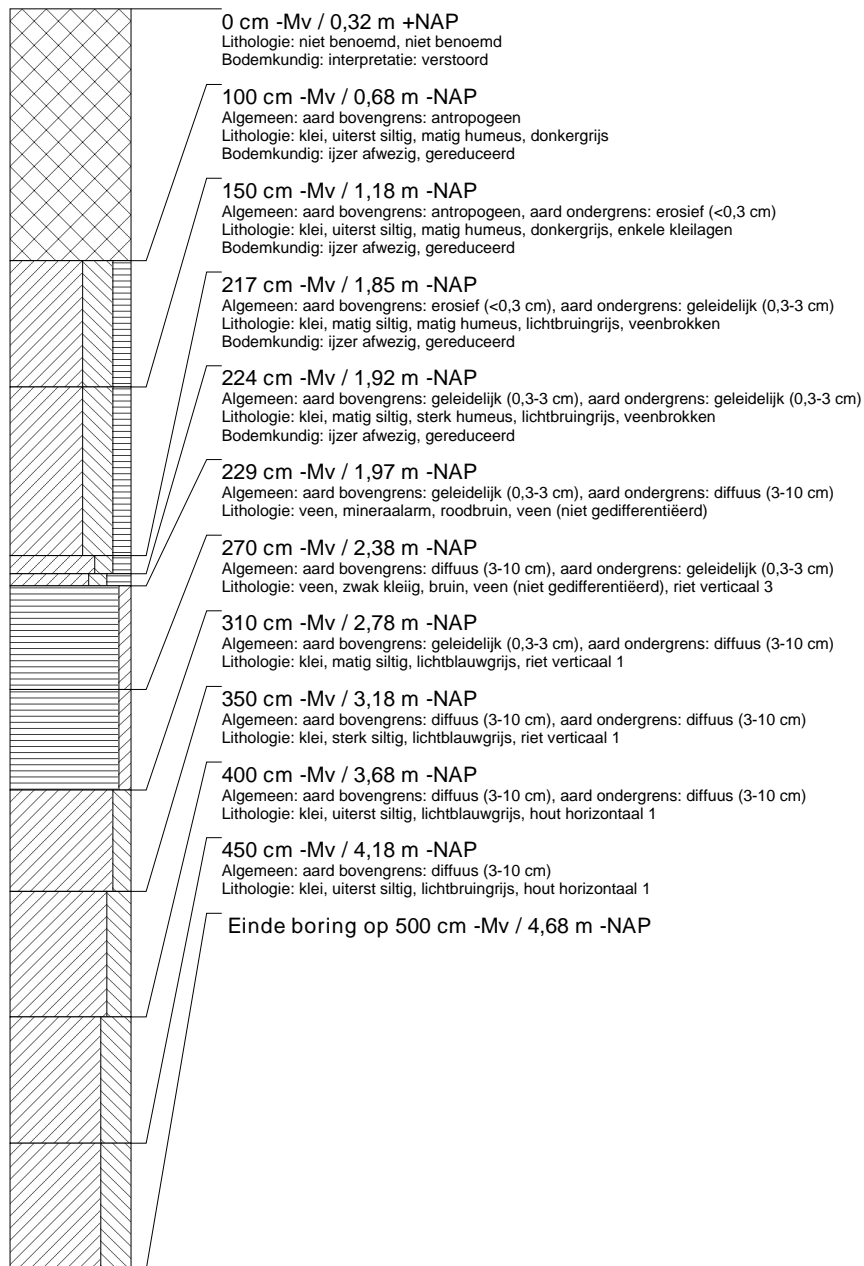 0 cm -Mv / 0,32 m +NAP
Lithologie: niet benoemd, niet benoemd
Bodemkundig: interpretatie: verstoord
100 cm -Mv / 0,68 m -NAP
Algemeen: aard bovengrens: antropogeen
Lithologie: klei, uiterst siltig, matig humeus, donkergrijs
Bodemkundig: ijzer afwezig, gereduceerd
150 cm -Mv / 1,18 m -NAP
Algemeen: aard bovengrens: antropogeen, aard ondergrens: erosief (<0,3 cm)
Lithologie: klei, uiterst siltig, matig humeus, donkergrijs, enkele kleilagen
Bodemkundig: ijzer afwezig, gereduceerd
217 cm -Mv / 1,85 m -NAP
Algemeen: aard bovengrens: erosief (<0,3 cm), aard ondergrens: geleidelijk (0,3-3 cm)
Lithologie: klei, matig siltig, matig humeus, lichtbruingrijs, veenbrokken
Bodemkundig: ijzer afwezig, gereduceerd
224 cm -Mv / 1,92 m -NAP
Algemeen: aard bovengrens: geleidelijk (0,3-3 cm), aard ondergrens: geleidelijk (0,3-3 cm)
Lithologie: klei, matig siltig, sterk humeus, lichtbruingrijs, veenbrokken
Bodemkundig: ijzer afwezig, gereduceerd
229 cm -Mv / 1,97 m -NAP
Algemeen: aard bovengrens: geleidelijk (0,3-3 cm), aard ondergrens: diffuus (3-10 cm)
Lithologie: veen, mineraalarm, roodbruin, veen (niet gedifferentiëerd)
270 cm -Mv / 2,38 m -NAP
Algemeen: aard bovengrens: diffuus (3-10 cm), aard ondergrens: geleidelijk (0,3-3 cm)
Lithologie: veen, zwak kleiig, bruin, veen (niet gedifferentiëerd), riet verticaal 3
310 cm -Mv / 2,78 m -NAP
Algemeen: aard bovengrens: geleidelijk (0,3-3 cm), aard ondergrens: diffuus (3-10 cm)
Lithologie: klei, matig siltig, lichtblauwgrijs, riet verticaal 1
350 cm -Mv / 3,18 m -NAP
Algemeen: aard bovengrens: diffuus (3-10 cm), aard ondergrens: diffuus (3-10 cm)
Lithologie: klei, sterk siltig, lichtblauwgrijs, riet verticaal 1
400 cm -Mv / 3,68 m -NAP
Algemeen: aard bovengrens: diffuus (3-10 cm), aard ondergrens: diffuus (3-10 cm)
Lithologie: klei, uiterst siltig, lichtblauwgrijs, hout horizontaal 1
450 cm -Mv / 4,18 m -NAP
Algemeen: aard bovengrens: diffuus (3-10 cm)
Lithologie: klei, uiterst siltig, lichtbruingrijs, hout horizontaal 1
Einde boring op 500 cm -Mv / 4,68 m -NAP